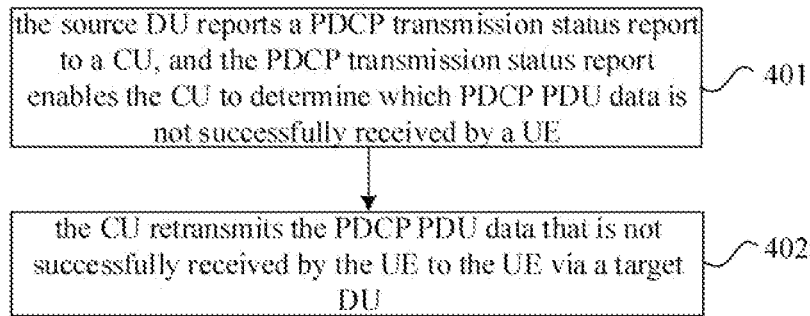 the source DU reports a PDCP transmission status report
to a CU, and the PDCP transmission status report
enables the CU to determine which PDCP PDU data is
not successfully received by a UE
401
the CU retransmits the PDCP PDU data that is not
successfully received by the UE to the UE via a target
DU
402